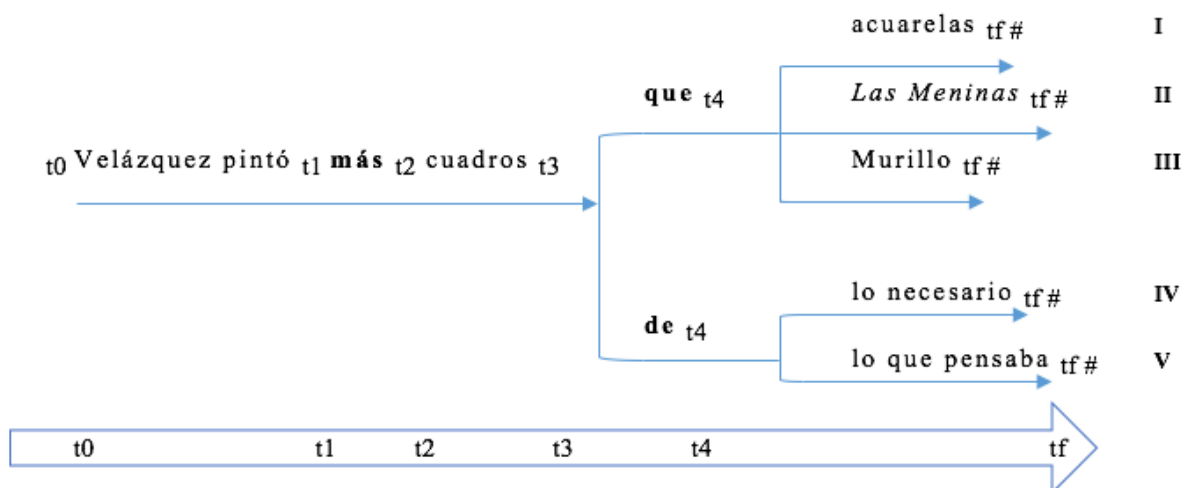 acuarelas tf # I
que t4 Las Meninas tf # II
t0 Velázquez pintó t1 más t2 cuadros t3 Murillo tf # III
lo necesario tf # IV
de t4
lo que pensaba tf # V
t0 t1 t2 t3 t4 tf